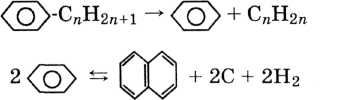 -CₙH₂ₙ₊₁ → + CₙH₂ₙ
2 ⇆ + 2C + 2H₂